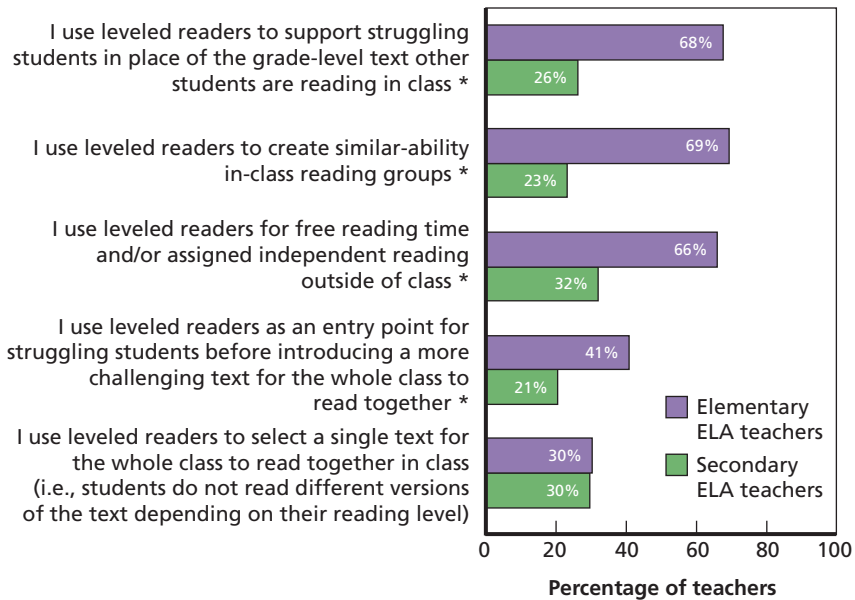 I use leveled readers to support struggling
students in place of the grade-level text other
students are reading in class *
68%
26%
I use leveled readers to create similar-ability
in-class reading groups *
69%
23%
I use leveled readers for free reading time
and/or assigned independent reading
outside of class *
66%
32%
I use leveled readers as an entry point for
struggling students before introducing a more
challenging text for the whole class to
read together *
41%
21%
I use leveled readers to select a single text for
the whole class to read together in class
(i.e., students do not read different versions
of the text depending on their reading level)
30%
30%
Elementary
ELA teachers
Secondary
ELA teachers
0 20 40 60 80 100
Percentage of teachers